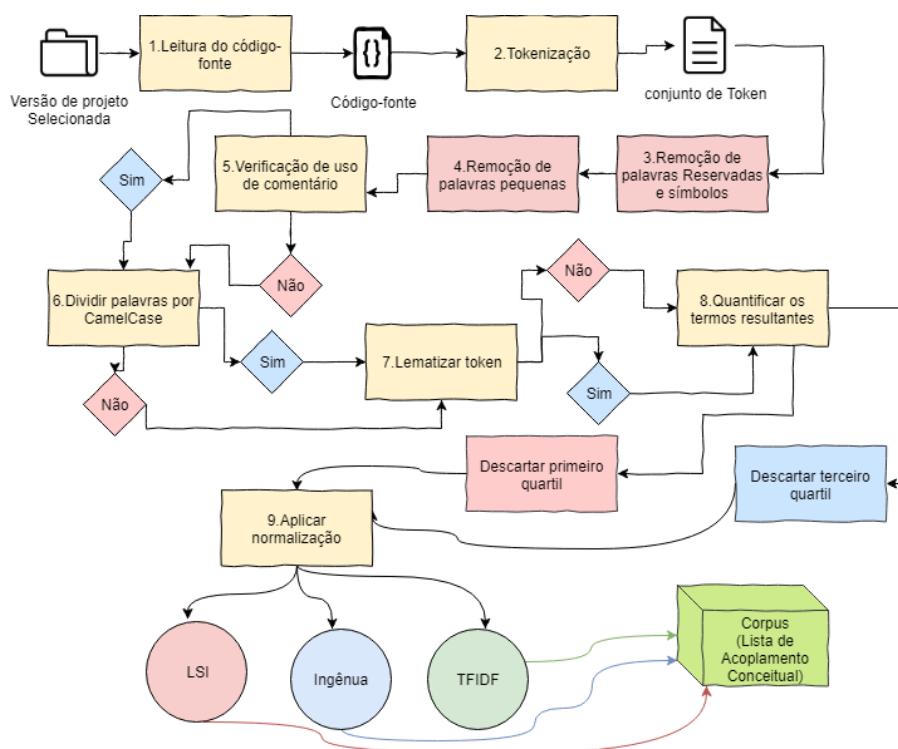 1.Leitura do código-
fonte
2.Tokenização
Versão de projeto
Selecionada
Código-fonte
conjunto de Token
5.Verificação de uso
de comentário
4.Remoção de
palavras pequenas
3.Remoção de
palavras Reservadas
e símbolos
Sim
Não
6.Dividir palavras por
CamelCase
Sim
Não
7.Lematizar token
Não
Sim
8.Quantificar os
termos resultantes
Descartar primeiro
quartil
Descartar terceiro
quartil
9.Aplicar
normalização
LSI
Ingênua
TFIDF
Corpus
(Lista de
Acoplamento
Conceitual)